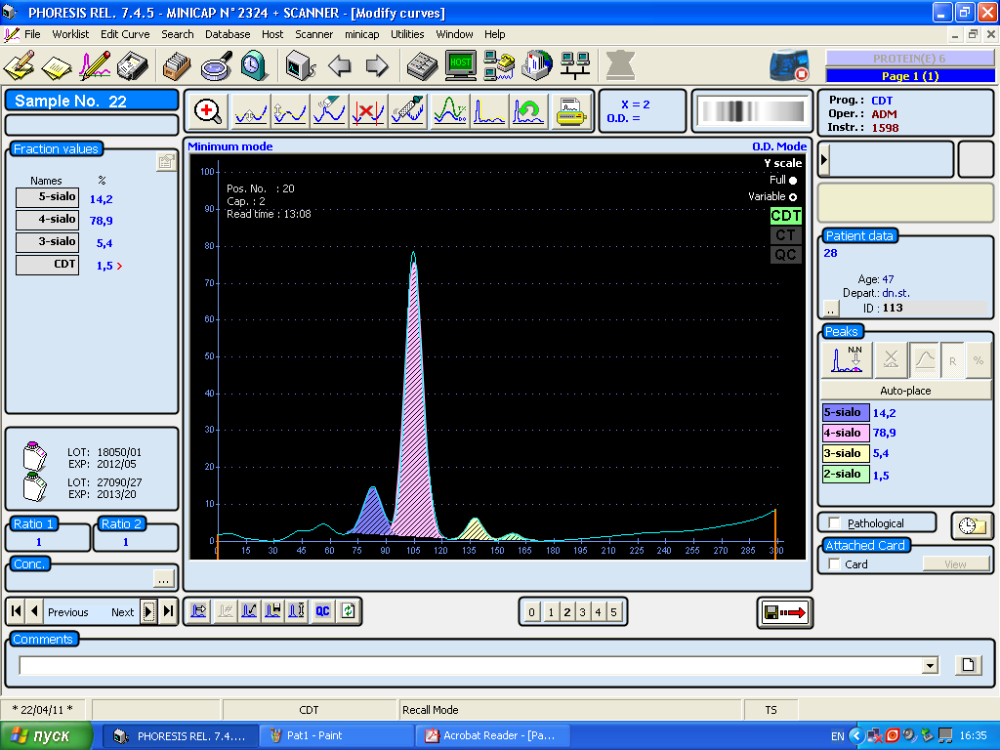 PHORESIS REL. 7.4.5 - MINICAP N° 2324 + SCANNER - [Modify curves]
File Worklist Edit Curve Search Database Host Scanner minicap Utilities Window Help
HOST
PROTEIN(E) 6
Page 1 (1)
Sample No. 22
X = 2
O.D. =
Prog.: CDT
Oper.: ADM
Instr.: 1598
Fraction values
Names %
5-sialo 14,2
4-sialo 78,9
3-sialo 5,4
CDT 1,5 >
Minimum mode
O.D. Mode
Y scale
Full
Variable
CDT
CT
QC
Pos. No. : 20
Cap. : 2
Read time : 13:08
100
90
80
70
60
50
40
30
20
10
0
15 30 45 60 75 90 105 120 135 150 165 180 195 210 225 240 255 270 285 300
Patient data
28
Age: 47
Depart.: dn.st.
.. ID : 113
Peaks
N.N
R
%
Auto-place
5-sialo 14,2
4-sialo 78,9
3-sialo 5,4
2-sialo 1,5
LOT: 18050/01
EXP: 2012/05
LOT: 27090/27
EXP: 2013/20
Ratio 1
1
Ratio 2
1
Conc.
...
Pathological
Attached Card
Card View
Previous Next
QC
0 1 2 3 4 5
Comments
* 22/04/11 * CDT Recall Mode TS
пуск
PHORESIS REL. 7.4....
Pat1 - Paint
Acrobat Reader - [Pa...
EN
16:35